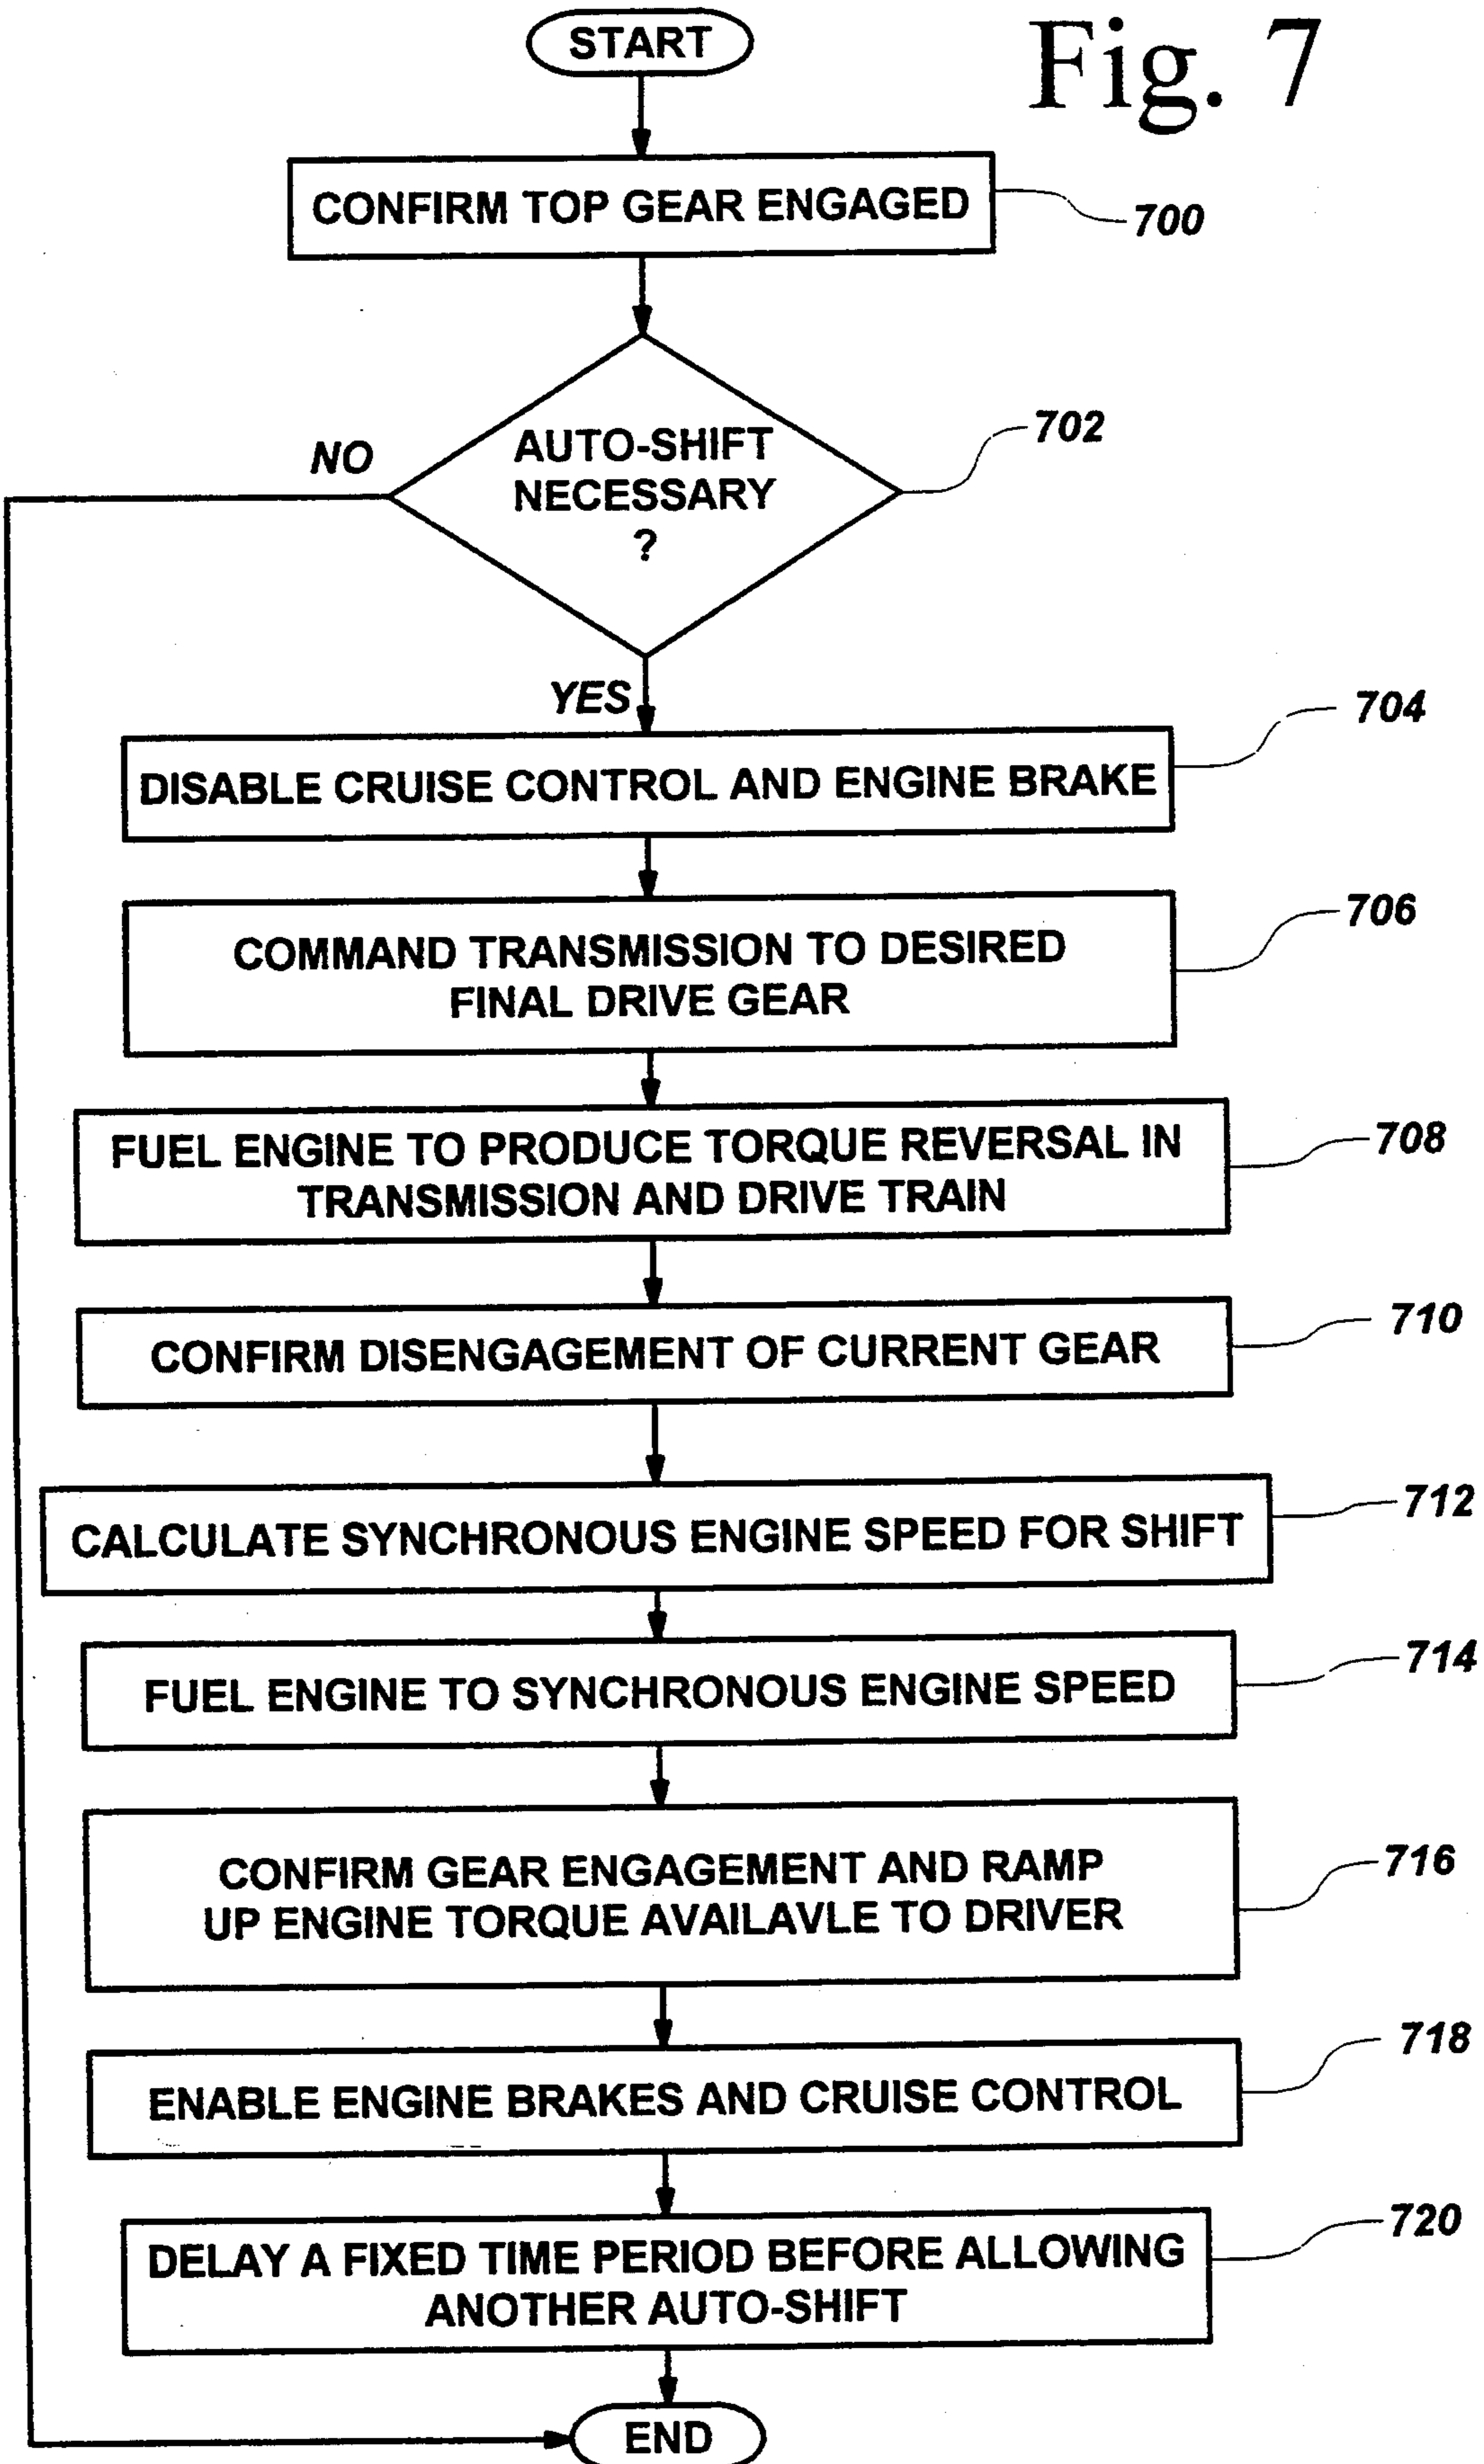 START
Fig. 7
CONFIRM TOP GEAR ENGAGED
700
AUTO-SHIFT
NECESSARY
?
702
NO
YES
704
DISABLE CRUISE CONTROL AND ENGINE BRAKE
706
COMMAND TRANSMISSION TO DESIRED
FINAL DRIVE GEAR
708
FUEL ENGINE TO PRODUCE TORQUE REVERSAL IN
TRANSMISSION AND DRIVE TRAIN
710
CONFIRM DISENGAGEMENT OF CURRENT GEAR
712
CALCULATE SYNCHRONOUS ENGINE SPEED FOR SHIFT
714
FUEL ENGINE TO SYNCHRONOUS ENGINE SPEED
716
CONFIRM GEAR ENGAGEMENT AND RAMP
UP ENGINE TORQUE AVAILAVLE TO DRIVER
718
ENABLE ENGINE BRAKES AND CRUISE CONTROL
720
DELAY A FIXED TIME PERIOD BEFORE ALLOWING
ANOTHER AUTO-SHIFT
END